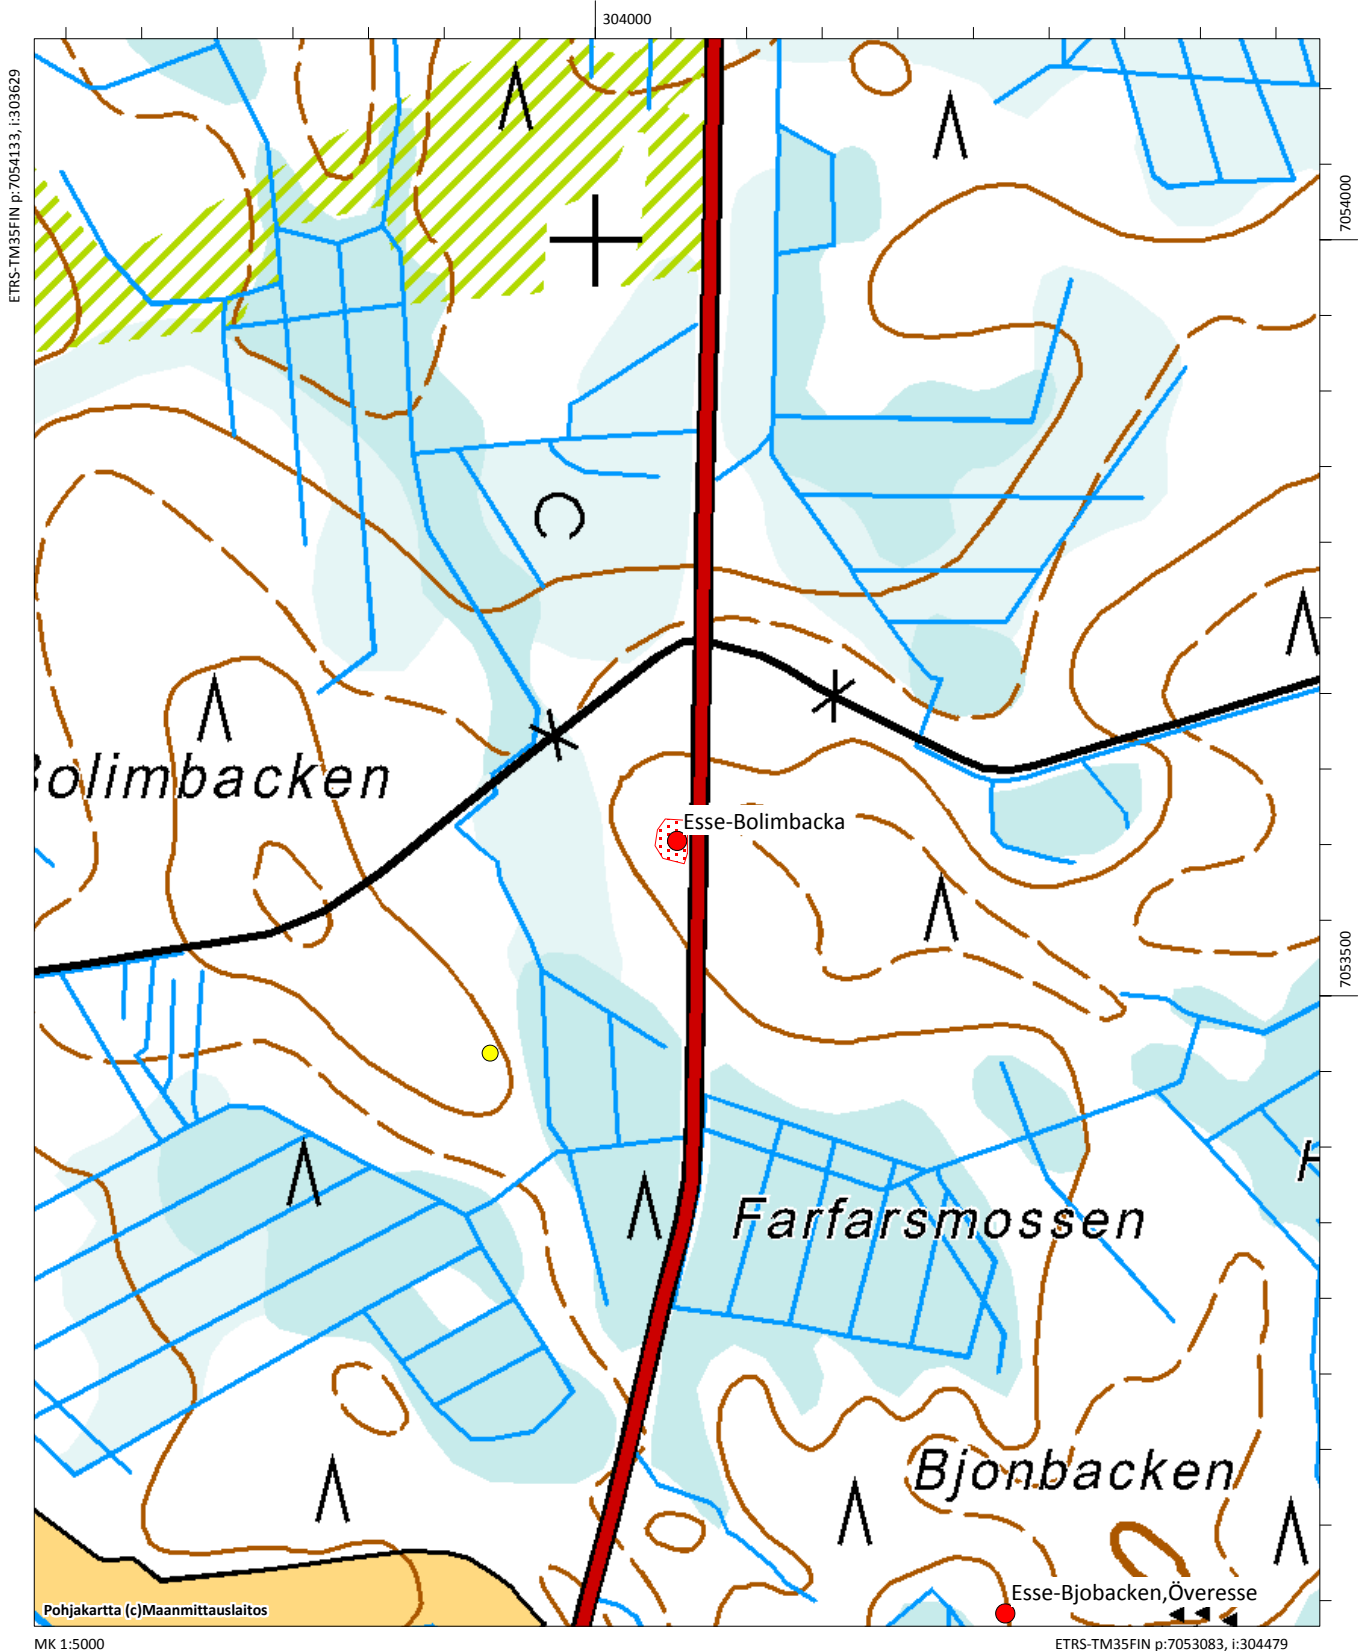 304000
ETRS-TM35FIN p:7054133, i:303629
7054000
Bolimbacken
Esse-Bolimbacka
7053500
H
Farfarsmossen
Bjonbacken
Esse-Bjobacken,Överesse
Pohjakartta (c)Maanmittauslaitos
MK 1:5000
ETRS-TM35FIN p:7053083, i:304479